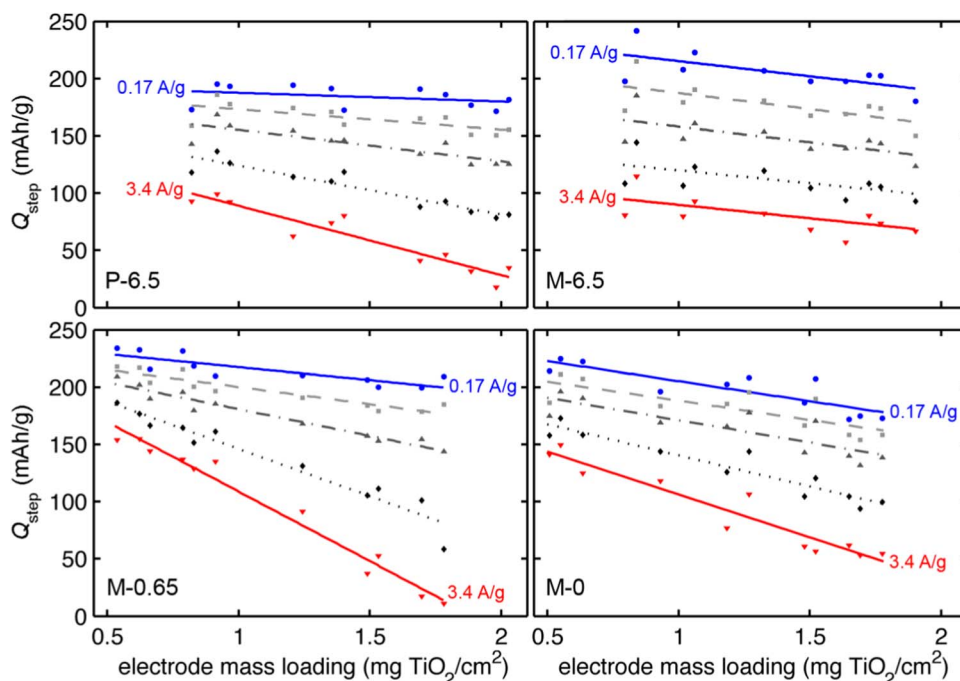 250
200
150
100
50
0
Qstep (mAh/g)
0.17 A/g
3.4 A/g
P-6.5
0.17 A/g
3.4 A/g
M-6.5
250
200
150
100
50
0
Qstep (mAh/g)
0.17 A/g
3.4 A/g
M-0.65
0.17 A/g
3.4 A/g
M-0
0.5 1 1.5 2
0.5 1 1.5 2
electrode mass loading (mg TiO2/cm²)
electrode mass loading (mg TiO2/cm²)